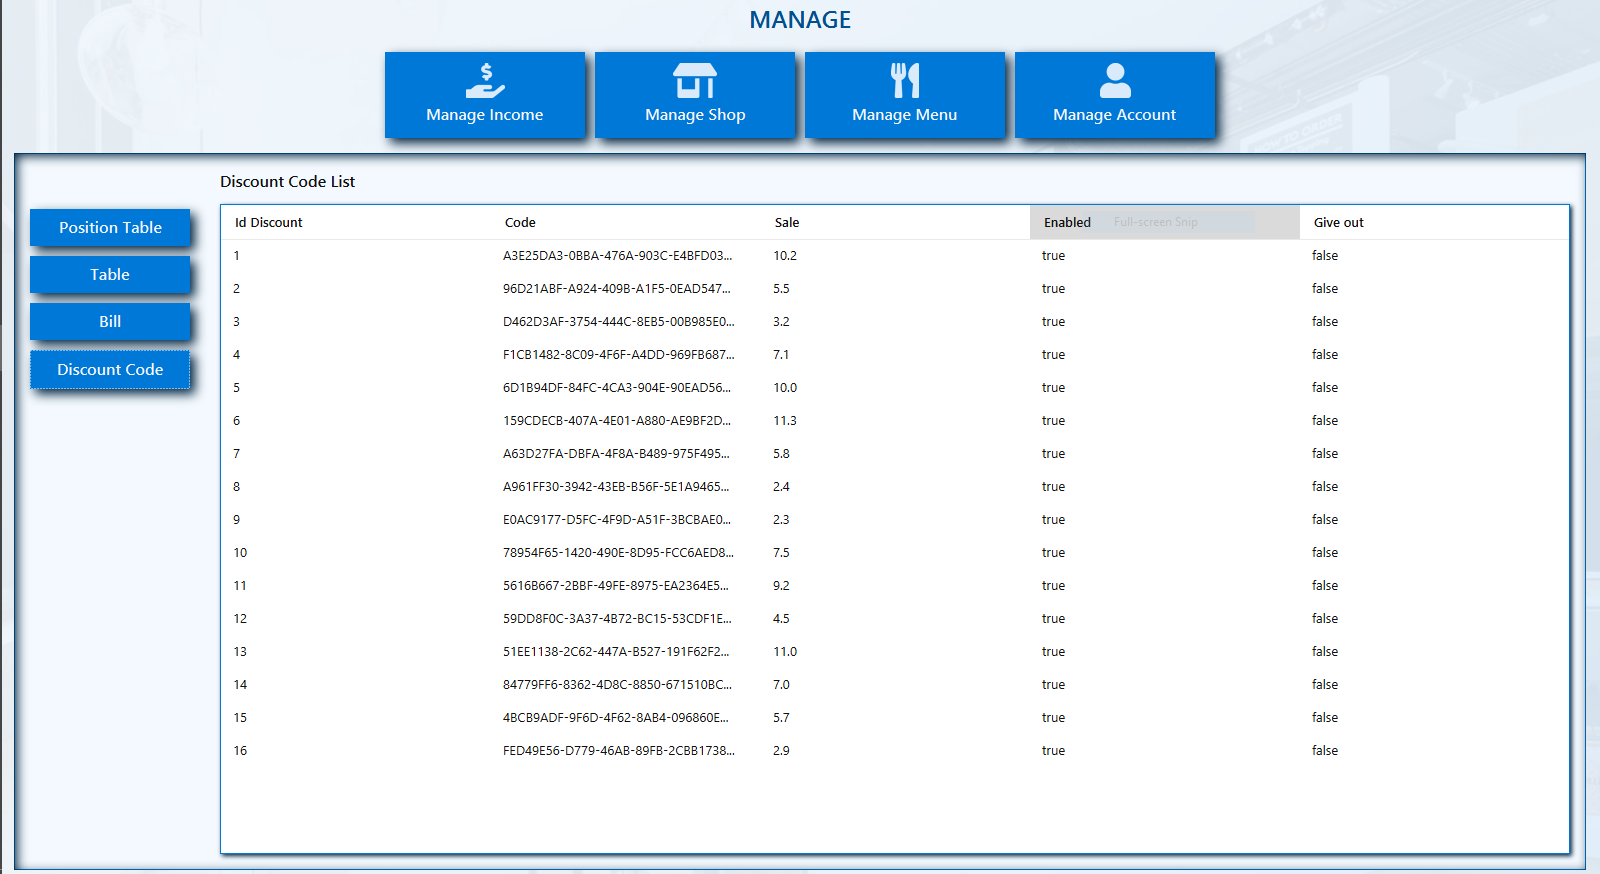 MANAGE
Manage Income Manage Shop Manage Menu Manage Account
Discount Code List
Position Table
Table
Bill
Discount Code
Id Discount Code Sale Enabled Full-screen Snip Give out
1 A3E25DA3-0BBA-476A-903C-E4BFD03... 10.2 true false
2 96D21ABF-A924-409B-A1F5-0EAD547... 5.5 true false
3 D462D3AF-3754-444C-8EB5-00B985E0... 3.2 true false
4 F1CB1482-8C09-4F6F-A4DD-969FB687... 7.1 true false
5 6D1B94DF-84FC-4CA3-904E-90EAD56... 10.0 true false
6 159CDECB-407A-4E01-A880-AE9BF2D... 11.3 true false
7 A63D27FA-DBFA-4F8A-B489-975F495... 5.8 true false
8 A961FF30-3942-43EB-B56F-5E1A9465... 2.4 true false
9 E0AC9177-D5FC-4F9D-A51F-3BCBAE0... 2.3 true false
10 78954F65-1420-490E-8D95-FCC6AED8... 7.5 true false
11 5616B667-2BBF-49FE-8975-EA2364E5... 9.2 true false
12 59DD8F0C-3A37-4B72-BC15-53CDF1E... 4.5 true false
13 51EE1138-2C62-447A-B527-191F62F2... 11.0 true false
14 84779FF6-8362-4D8C-8850-671510BC... 7.0 true false
15 4BCB9ADF-9F6D-4F62-8AB4-096860E... 5.7 true false
16 FED49E56-D779-46AB-89FB-2CBB1738... 2.9 true false
HOW TO ORDER